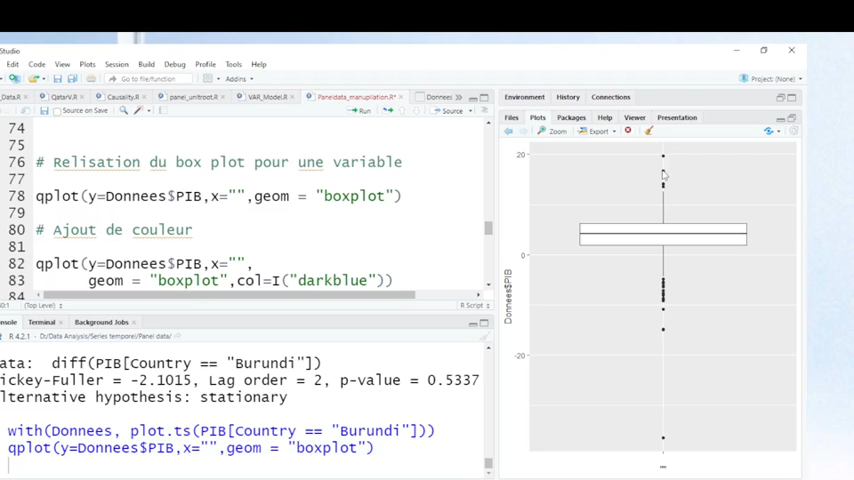 Studio
Edit Code View Plots Session Build Debug Profile Tools Help
Go to file/function Addins Project: (None)
_Data.R QatarV.R Causality.R panel_unitroot.R VAR_Model.R Paneldata_manupilation.R* Donnees
Source on Save Run Source
74
75
76 # Relisation du box plot pour une variable
77
78 qplot(y=Donnees$PIB,x="",geom = "boxplot")
79
80 # Ajout de couleur
81
82 qplot(y=Donnees$PIB,x="",
83 geom = "boxplot",col=I("darkblue"))
84
(Top Level) R Script
Console Terminal Background Jobs
R 4.2.1 · D:/Data Analysis/Series temporel/Panel data/
ata: diff(PIB[Country == "Burundi"])
ickey-Fuller = -2.1015, Lag order = 2, p-value = 0.5337
lternative hypothesis: stationary
with(Donnees, plot.ts(PIB[Country == "Burundi"]))
qplot(y=Donnees$PIB,x="",geom = "boxplot")
Environment History Connections
Files Plots Packages Help Viewer Presentation
Zoom Export
20
0
-20
Donnees$PIB